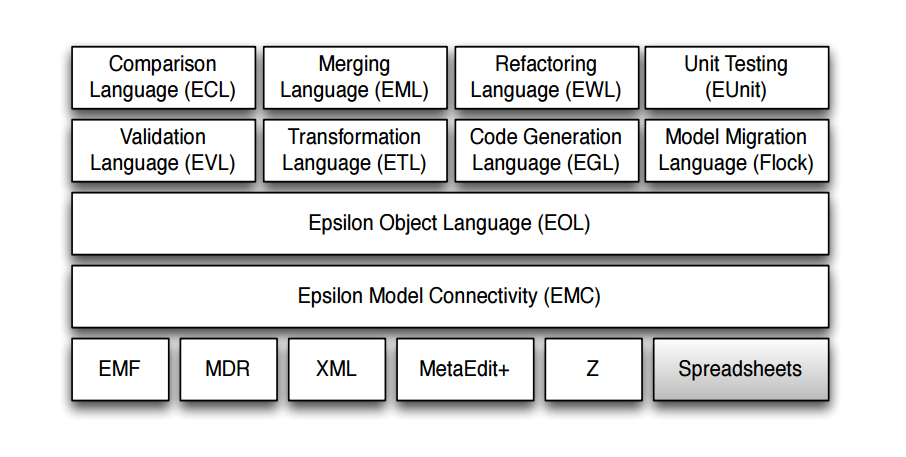 Comparison
Language (ECL)
Merging
Language (EML)
Refactoring
Language (EWL)
Unit Testing
(EUnit)
Validation
Language (EVL)
Transformation
Language (ETL)
Code Generation
Language (EGL)
Model Migration
Language (Flock)
Epsilon Object Language (EOL)
Epsilon Model Connectivity (EMC)
EMF
MDR
XML
MetaEdit+
Z
Spreadsheets